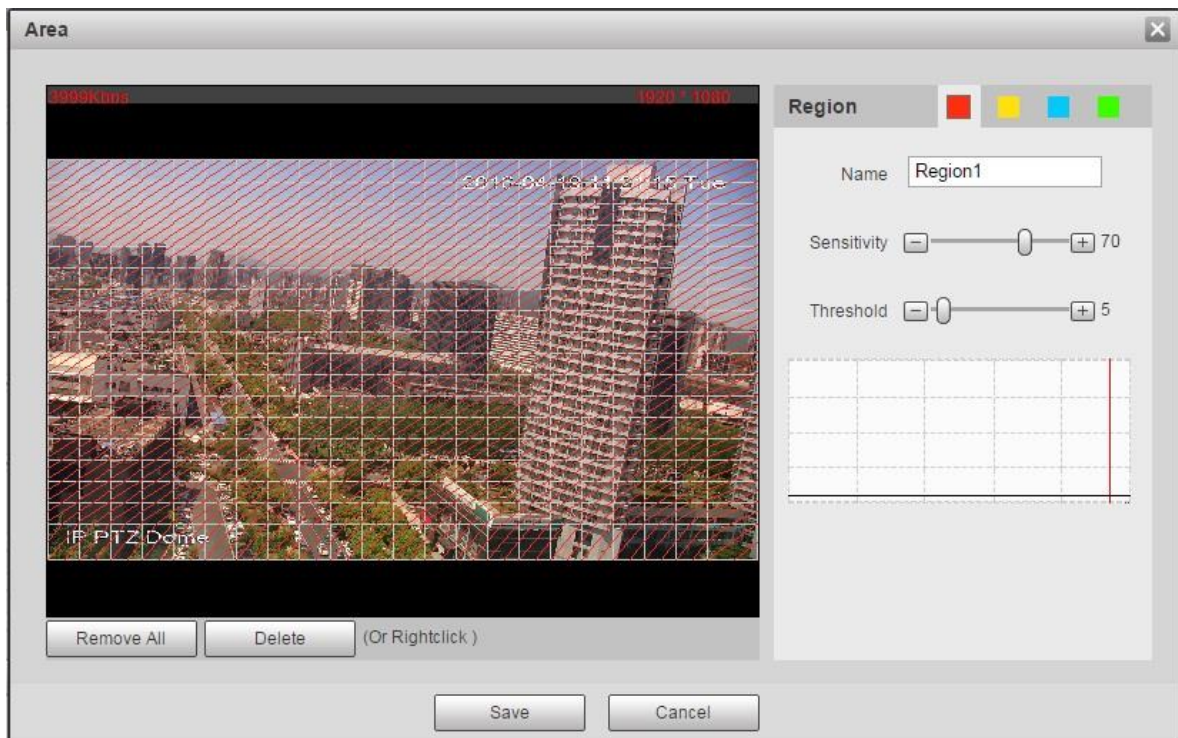 Area
3999Kbps 1920 * 1080
Region
Name Region1
Sensitivity 70
Threshold 5
IP PTZ Dome
Remove All Delete (Or Rightclick )
Save Cancel